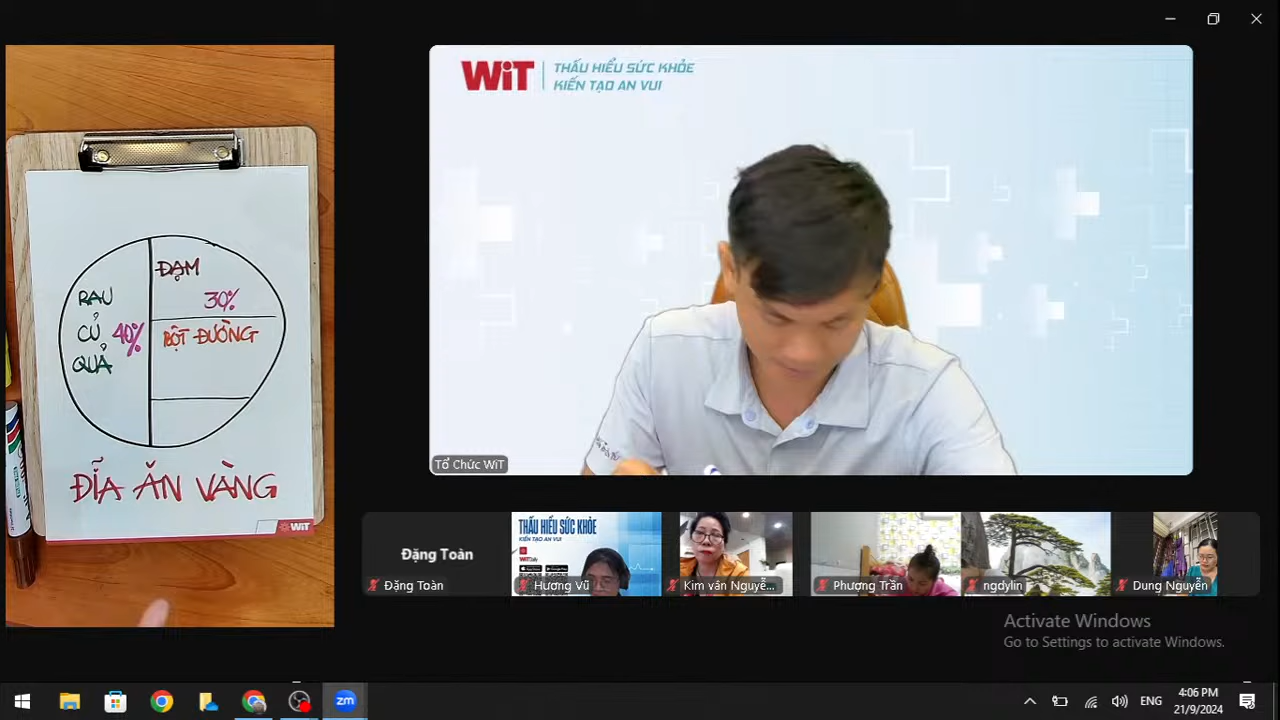 ĐẠM
30%
RAU
CỦ
QUẢ
40%
BỘT ĐƯỜNG
ĐĨA ĂN VÀNG
WiT
WiT
THẤU HIỂU SỨC KHỎE
KIẾN TẠO AN VUI
Tổ Chức WiT
Đặng Toàn
Đặng Toàn
THẤU HIỂU SỨC KHỎE
KIẾN TẠO AN VUI
Hương Vũ
Kim vân Nguyễ...
Phượng Trần
ngdylin
Dung Nguyễn
Activate Windows
Go to Settings to activate Windows.
zm
ENG
4:06 PM
21/9/2024